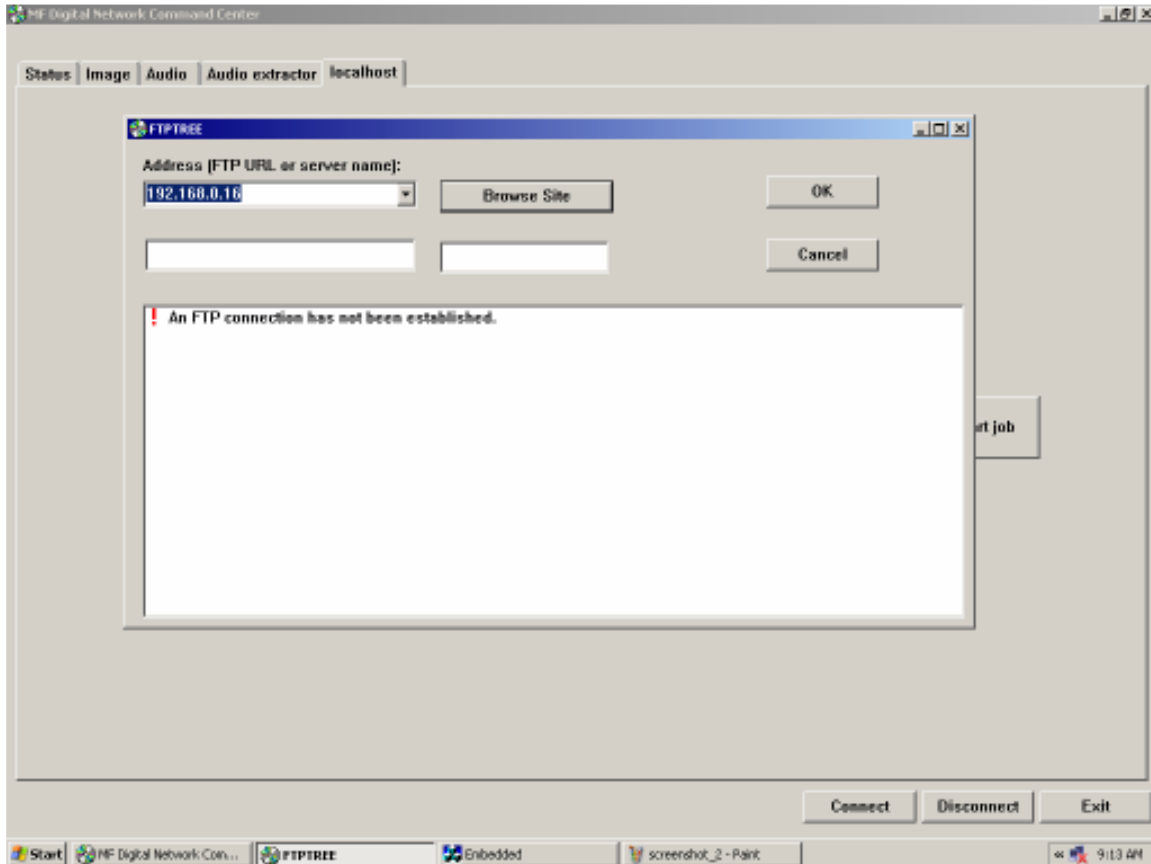 MF Digital Network Command Center
Status Image Audio Audio extractor localhost
FTPTREE
Address (FTP URL or server name):
192.168.0.16 Browse Site OK
Cancel
! An FTP connection has not been established.
rt job
Connect Disconnect Exit
Start MF Digital Network Com... FTPTREE Embedded screenshot_2 - Paint « 9:13 AM